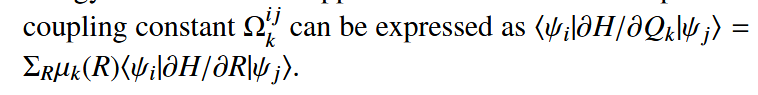 coupling constant Ω_k^{ij} can be expressed as ⟨ψ_i|∂H/∂Q_k|ψ_j⟩ =
Σ_R μ_k(R)⟨ψ_i|∂H/∂R|ψ_j⟩.